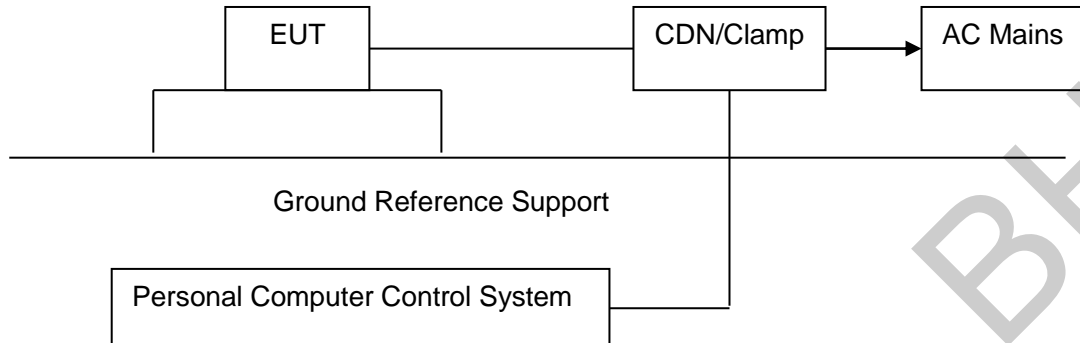 EUT
CDN/Clamp
AC Mains
Ground Reference Support
Personal Computer Control System